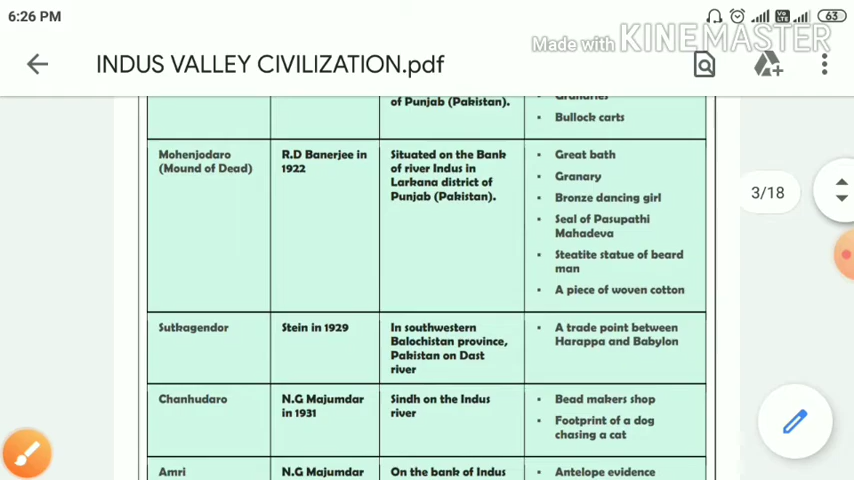 6:26 PM
63
Made with KINEMASTER
INDUS VALLEY CIVILIZATION.pdf
of Punjab (Pakistan).
Granaries
Bullock carts
Mohenjodaro
(Mound of Dead)
R.D Banerjee in
1922
Situated on the Bank
of river Indus in
Larkana district of
Punjab (Pakistan).
Great bath
Granary
Bronze dancing girl
Seal of Pasupathi
Mahadeva
Steatite statue of beard
man
A piece of woven cotton
3/18
Sutkagendor
Stein in 1929
In southwestern
Balochistan province,
Pakistan on Dast
river
A trade point between
Harappa and Babylon
Chanhudaro
N.G Majumdar
in 1931
Sindh on the Indus
river
Bead makers shop
Footprint of a dog
chasing a cat
Amri
N.G Majumdar
On the bank of Indus
Antelope evidence